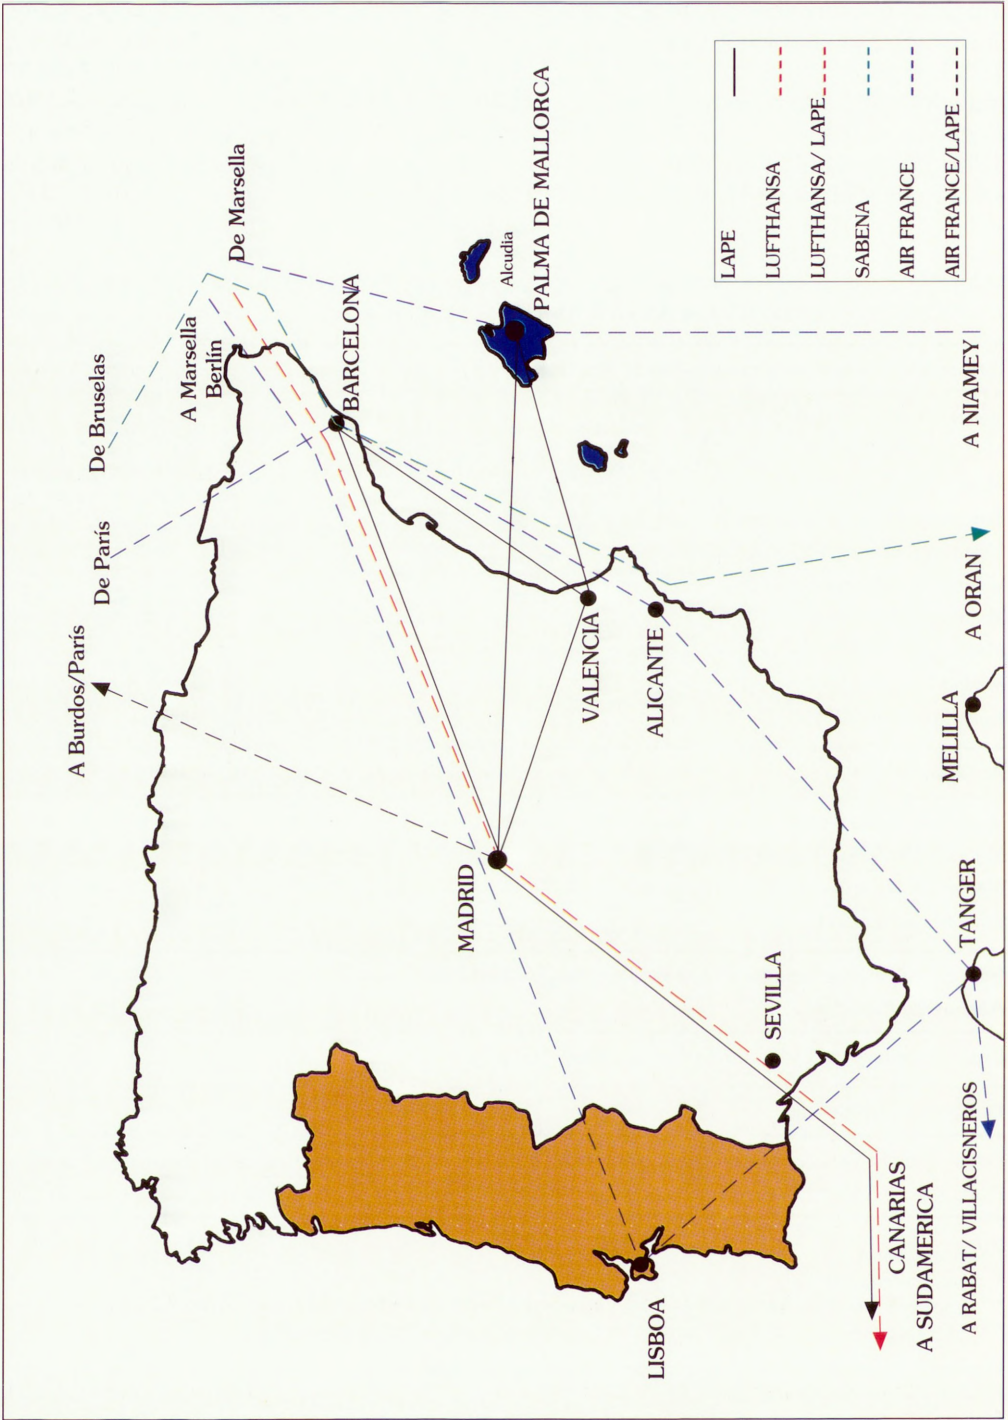 De Bruselas
De París
A Burdos/París
A Marsella
Berlín
De Marsella
BARCELONA
Alcudia
PALMA DE MALLORCA
MADRID
VALENCIA
ALICANTE
LISBOA
SEVILLA
TANGER
MELILLA
A ORAN
A NIAMEY
CANARIAS
A SUDAMERICA
A RABAT/ VILLACISNEROS
LAPE
LUFTHANSA
LUFTHANSA/ LAPE
SABENA
AIR FRANCE
AIR FRANCE/LAPE